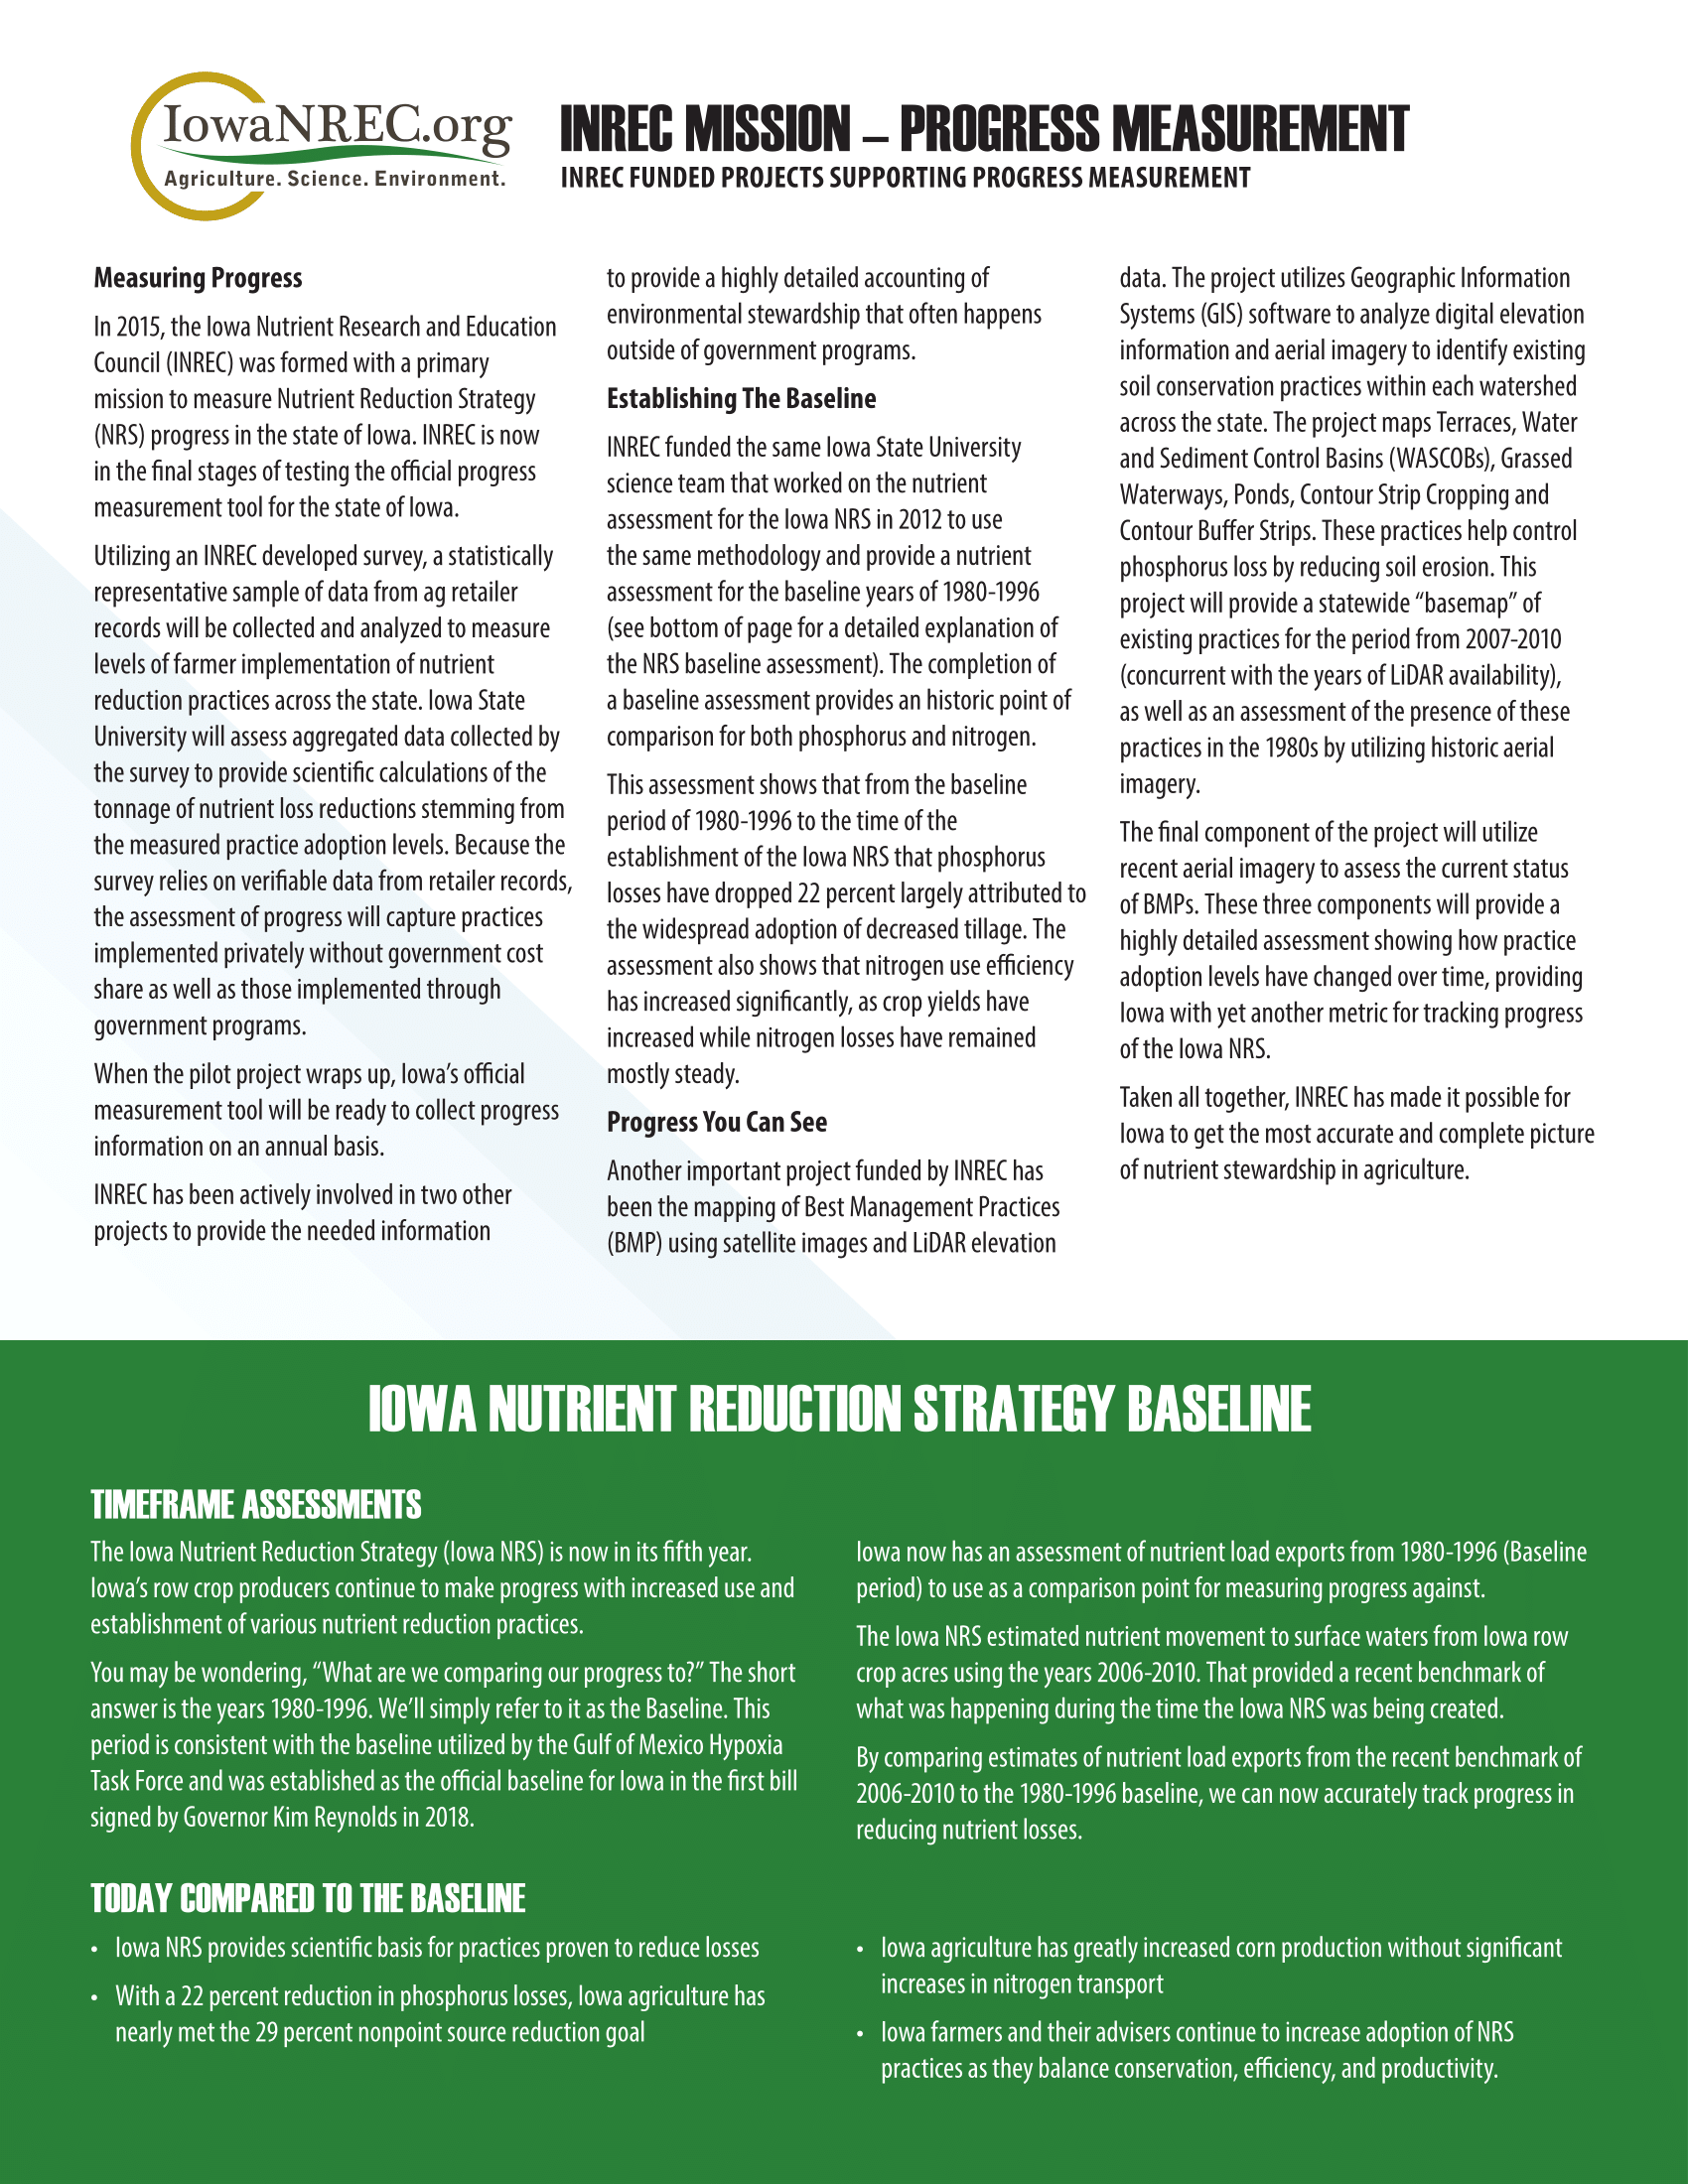 IowaNREC.org
Agriculture. Science. Environment.
INREC MISSION – PROGRESS MEASUREMENT
INREC FUNDED PROJECTS SUPPORTING PROGRESS MEASUREMENT
Measuring Progress
In 2015, the Iowa Nutrient Research and Education
Council (INREC) was formed with a primary
mission to measure Nutrient Reduction Strategy
(NRS) progress in the state of Iowa. INREC is now
in the final stages of testing the official progress
measurement tool for the state of Iowa.
Utilizing an INREC developed survey, a statistically
representative sample of data from ag retailer
records will be collected and analyzed to measure
levels of farmer implementation of nutrient
reduction practices across the state. Iowa State
University will assess aggregated data collected by
the survey to provide scientific calculations of the
tonnage of nutrient loss reductions stemming from
the measured practice adoption levels. Because the
survey relies on verifiable data from retailer records,
the assessment of progress will capture practices
implemented privately without government cost
share as well as those implemented through
government programs.
When the pilot project wraps up, Iowa’s official
measurement tool will be ready to collect progress
information on an annual basis.
INREC has been actively involved in two other
projects to provide the needed information
to provide a highly detailed accounting of
environmental stewardship that often happens
outside of government programs.
Establishing The Baseline
INREC funded the same Iowa State University
science team that worked on the nutrient
assessment for the Iowa NRS in 2012 to use
the same methodology and provide a nutrient
assessment for the baseline years of 1980-1996
(see bottom of page for a detailed explanation of
the NRS baseline assessment). The completion of
a baseline assessment provides an historic point of
comparison for both phosphorus and nitrogen.
This assessment shows that from the baseline
period of 1980-1996 to the time of the
establishment of the Iowa NRS that phosphorus
losses have dropped 22 percent largely attributed to
the widespread adoption of decreased tillage. The
assessment also shows that nitrogen use efficiency
has increased significantly, as crop yields have
increased while nitrogen losses have remained
mostly steady.
Progress You Can See
Another important project funded by INREC has
been the mapping of Best Management Practices
(BMP) using satellite images and LiDAR elevation
data. The project utilizes Geographic Information
Systems (GIS) software to analyze digital elevation
information and aerial imagery to identify existing
soil conservation practices within each watershed
across the state. The project maps Terraces, Water
and Sediment Control Basins (WASCOBs), Grassed
Waterways, Ponds, Contour Strip Cropping and
Contour Buffer Strips. These practices help control
phosphorus loss by reducing soil erosion. This
project will provide a statewide “basemap” of
existing practices for the period from 2007-2010
(concurrent with the years of LiDAR availability),
as well as an assessment of the presence of these
practices in the 1980s by utilizing historic aerial
imagery.
The final component of the project will utilize
recent aerial imagery to assess the current status
of BMPs. These three components will provide a
highly detailed assessment showing how practice
adoption levels have changed over time, providing
Iowa with yet another metric for tracking progress
of the Iowa NRS.
Taken all together, INREC has made it possible for
Iowa to get the most accurate and complete picture
of nutrient stewardship in agriculture.
IOWA NUTRIENT REDUCTION STRATEGY BASELINE
TIMEFRAME ASSESSMENTS
The Iowa Nutrient Reduction Strategy (Iowa NRS) is now in its fifth year.
Iowa’s row crop producers continue to make progress with increased use and
establishment of various nutrient reduction practices.
You may be wondering, “What are we comparing our progress to?” The short
answer is the years 1980-1996. We’ll simply refer to it as the Baseline. This
period is consistent with the baseline utilized by the Gulf of Mexico Hypoxia
Task Force and was established as the official baseline for Iowa in the first bill
signed by Governor Kim Reynolds in 2018.
Iowa now has an assessment of nutrient load exports from 1980-1996 (Baseline
period) to use as a comparison point for measuring progress against.
The Iowa NRS estimated nutrient movement to surface waters from Iowa row
crop acres using the years 2006-2010. That provided a recent benchmark of
what was happening during the time the Iowa NRS was being created.
By comparing estimates of nutrient load exports from the recent benchmark of
2006-2010 to the 1980-1996 baseline, we can now accurately track progress in
reducing nutrient losses.
TODAY COMPARED TO THE BASELINE
• Iowa NRS provides scientific basis for practices proven to reduce losses
• With a 22 percent reduction in phosphorus losses, Iowa agriculture has
nearly met the 29 percent nonpoint source reduction goal
• Iowa agriculture has greatly increased corn production without significant
increases in nitrogen transport
• Iowa farmers and their advisers continue to increase adoption of NRS
practices as they balance conservation, efficiency, and productivity.